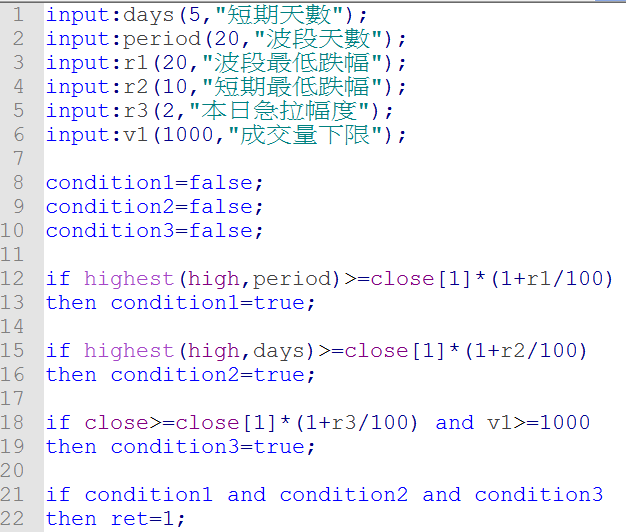 1 input:days(5,"短期天數");
2 input:period(20,"波段天數");
3 input:r1(20,"波段最低跌幅");
4 input:r2(10,"短期最低跌幅");
5 input:r3(2,"本日急拉幅度");
6 input:v1(1000,"成交量下限");
7
8 condition1=false;
9 condition2=false;
10 condition3=false;
11
12 if highest(high,period)>=close[1]*(1+r1/100)
13 then condition1=true;
14
15 if highest(high,days)>=close[1]*(1+r2/100)
16 then condition2=true;
17
18 if close>=close[1]*(1+r3/100) and v1>=1000
19 then condition3=true;
20
21 if condition1 and condition2 and condition3
22 then ret=1;